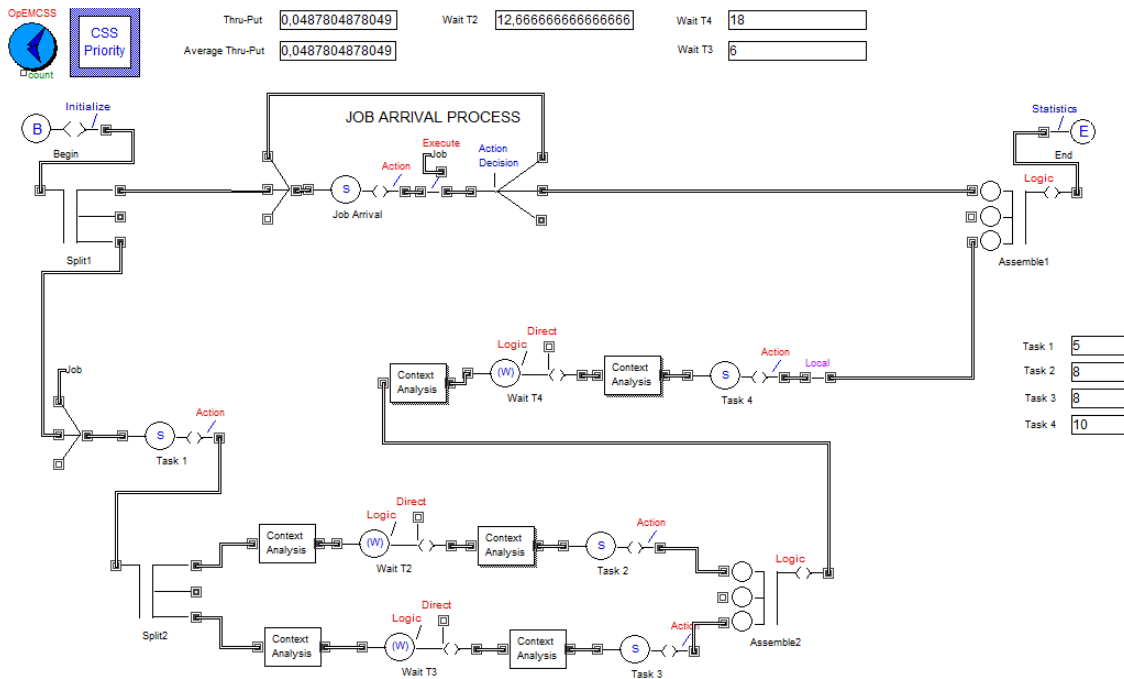 OpEMCSS
CSS
Priority
count
Thru-Put 0,0487804878049
Wait T2 12,666666666666666
Wait T4 18
Average Thru-Put 0,0487804878049
Wait T3 6
Initialize
B
Begin
JOB ARRIVAL PROCESS
Execute
Job
Action
Action
Decision
S
Job Arrival
Statistics
E
End
Logic
Split1
Assemble1
Direct
Logic
Context
Analysis
(W)
Wait T4
Context
Analysis
S
Task 4
Action
Local
Task 1 5
Task 2 8
Task 3 8
Task 4 10
Job
Action
S
Task 1
Direct
Logic
Context
Analysis
(W)
Wait T2
Context
Analysis
S
Task 2
Action
Logic
Split2
Direct
Logic
Context
Analysis
(W)
Wait T3
Context
Analysis
S
Task 3
Action
Assemble2